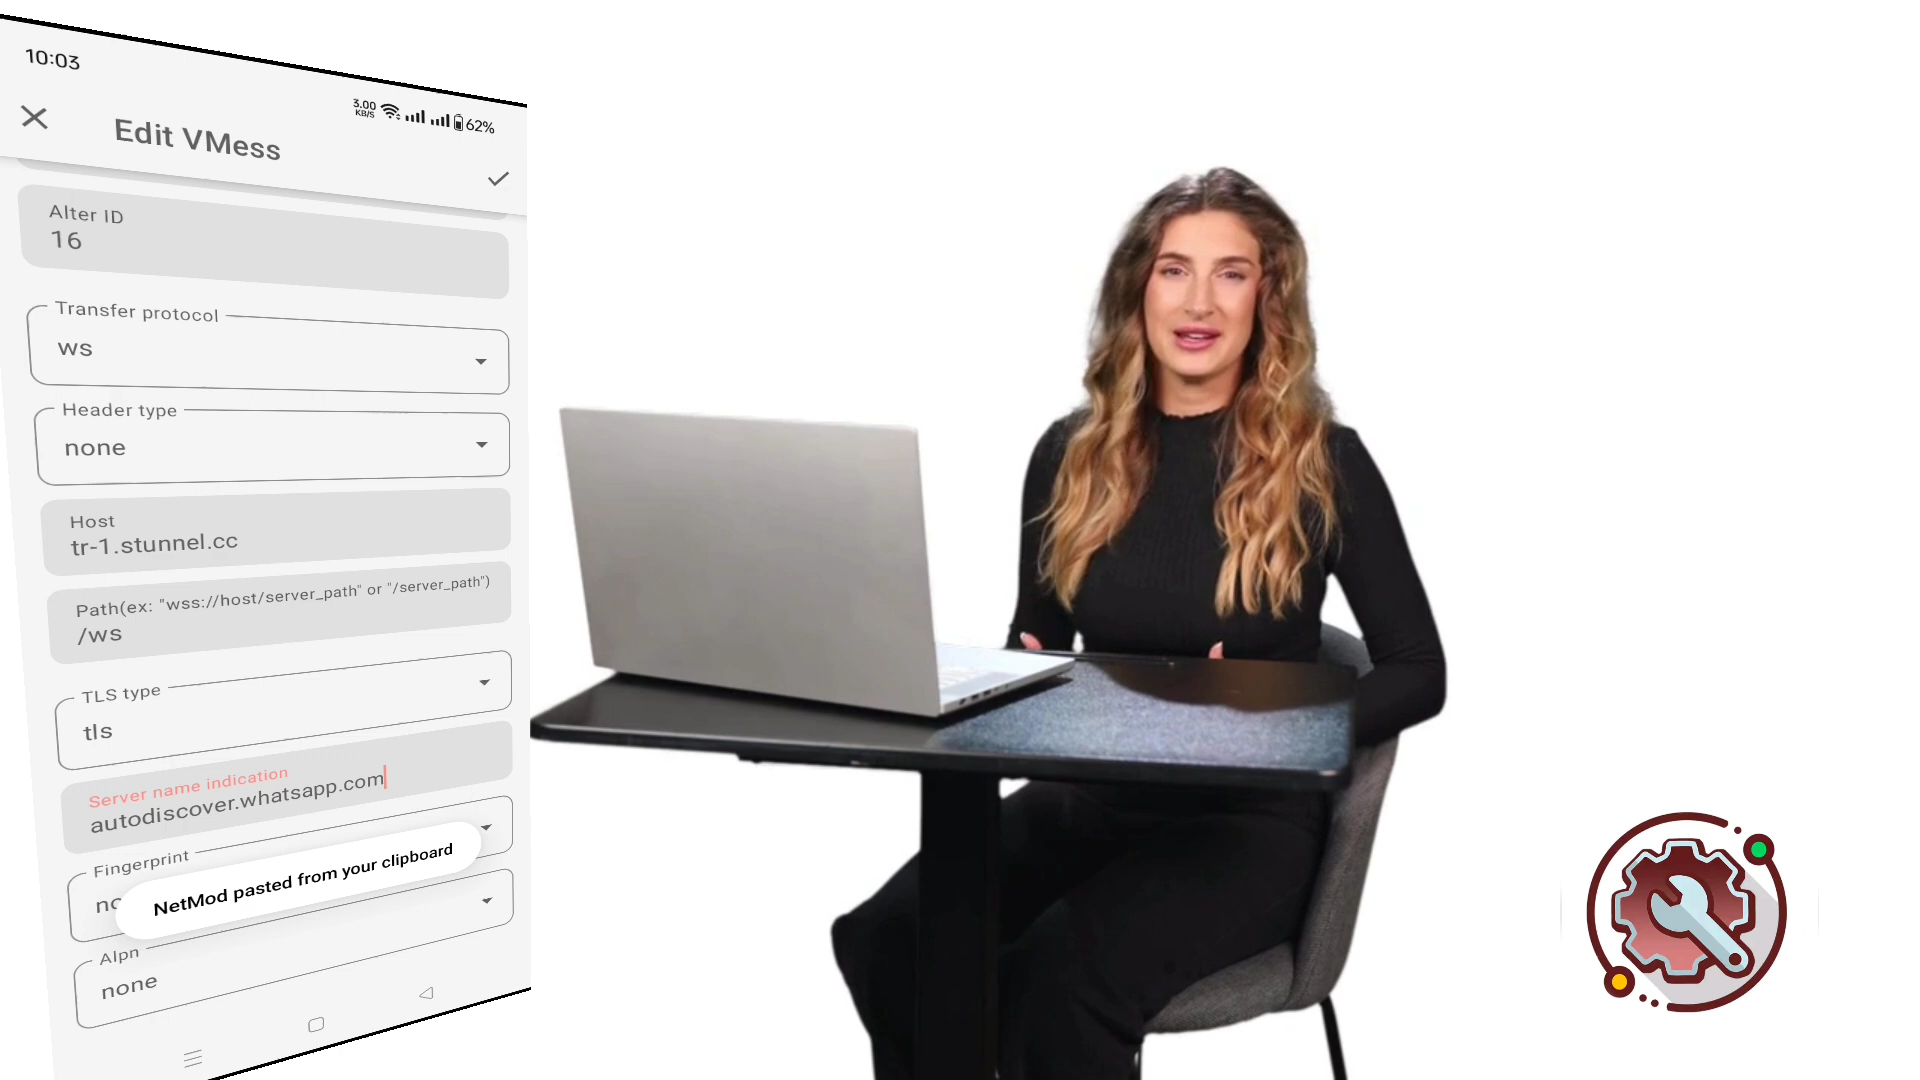 10:03
3.00
KB/S
62%
Edit VMess
Alter ID
16
Transfer protocol
ws
Header type
none
Host
tr-1.stunnel.cc
Path(ex: "wss://host/server_path" or "/server_path")
/ws
TLS type
tls
Server name indication
autodiscover.whatsapp.com
Fingerprint
NetMod pasted from your clipboard
Alpn
none